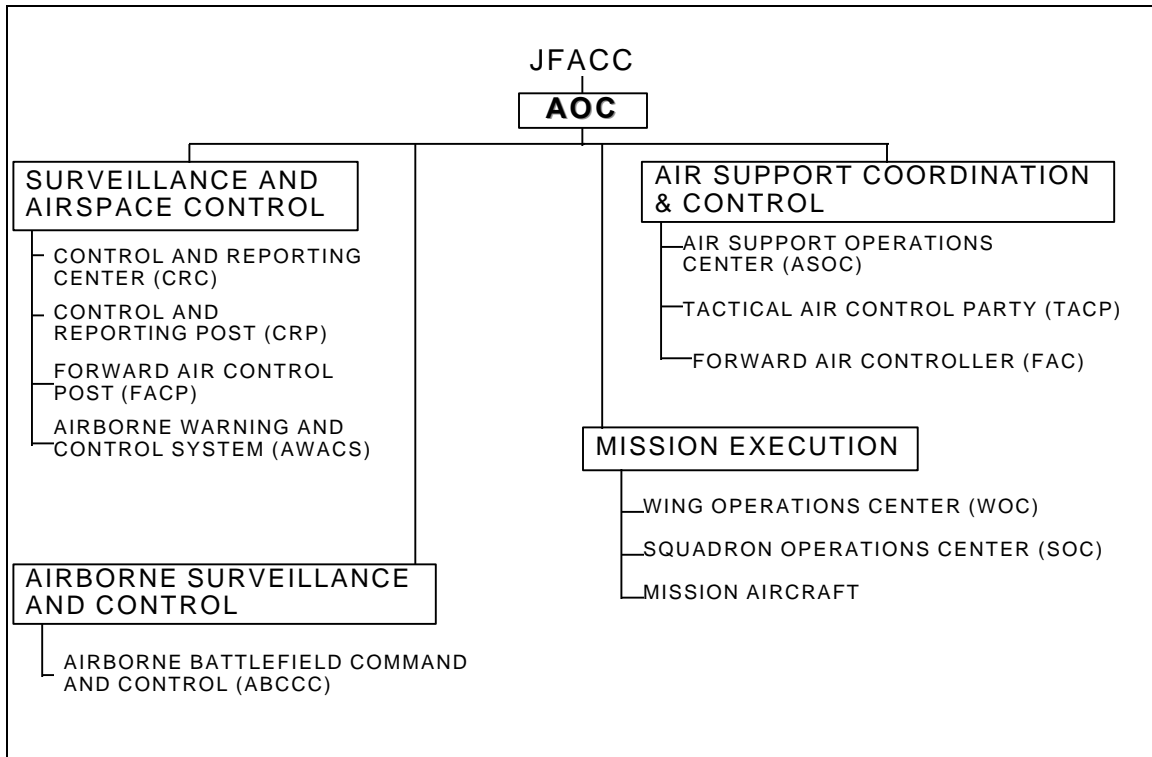 JFACC
AOC
SURVEILLANCE AND
AIRSPACE CONTROL
CONTROL AND REPORTING
CENTER (CRC)
CONTROL AND
REPORTING POST (CRP)
FORWARD AIR CONTROL
POST (FACP)
AIRBORNE WARNING AND
CONTROL SYSTEM (AWACS)
AIR SUPPORT COORDINATION
& CONTROL
AIR SUPPORT OPERATIONS
CENTER (ASOC)
TACTICAL AIR CONTROL PARTY (TACP)
FORWARD AIR CONTROLLER (FAC)
MISSION EXECUTION
WING OPERATIONS CENTER (WOC)
SQUADRON OPERATIONS CENTER (SOC)
MISSION AIRCRAFT
AIRBORNE SURVEILLANCE
AND CONTROL
AIRBORNE BATTLEFIELD COMMAND
AND CONTROL (ABCCC)